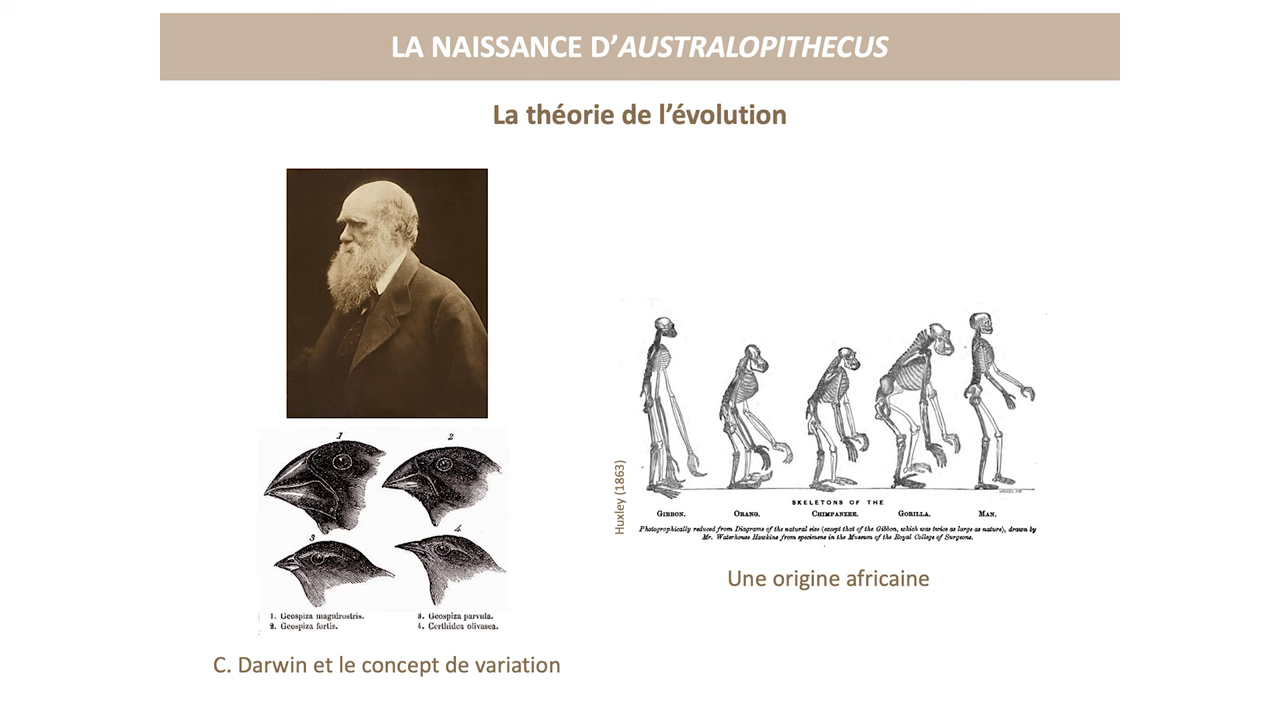 LA NAISSANCE D’AUSTRALOPITHECUS
La théorie de l’évolution
1
2
3
4
1. Geospiza magnirostris.
2. Geospiza fortis.
3. Geospiza parvula.
4. Certhidea olivasea.
C. Darwin et le concept de variation
Huxley (1863)
SKELETONS OF THE
GIBBON. ORANG. CHIMPANZEE. GORILLA. MAN.
Photographically reduced from Diagrams of the natural size (except that of the Gibbon, which was twice as large as nature), drawn by
Mr. Waterhouse Hawkins from specimens in the Museum of the Royal College of Surgeons.
Une origine africaine